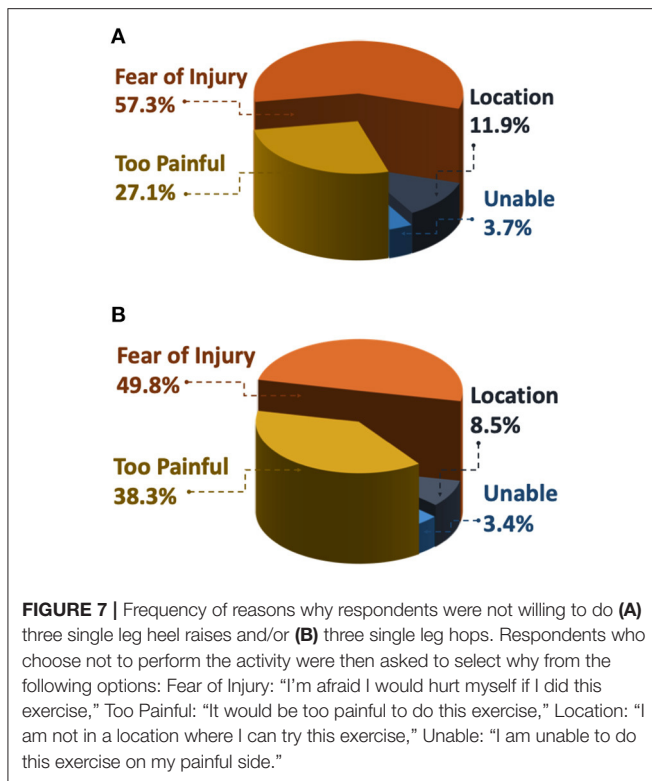 A
Fear of Injury
57.3%
Location
11.9%
Too Painful
27.1%
Unable
3.7%
B
Fear of Injury
49.8%
Location
8.5%
Too Painful
38.3%
Unable
3.4%
FIGURE 7 | Frequency of reasons why respondents were not willing to do (A)
three single leg heel raises and/or (B) three single leg hops. Respondents who
choose not to perform the activity were then asked to select why from the
following options: Fear of Injury: “I’m afraid I would hurt myself if I did this
exercise,” Too Painful: “It would be too painful to do this exercise,” Location: “I
am not in a location where I can try this exercise,” Unable: “I am unable to do
this exercise on my painful side.”